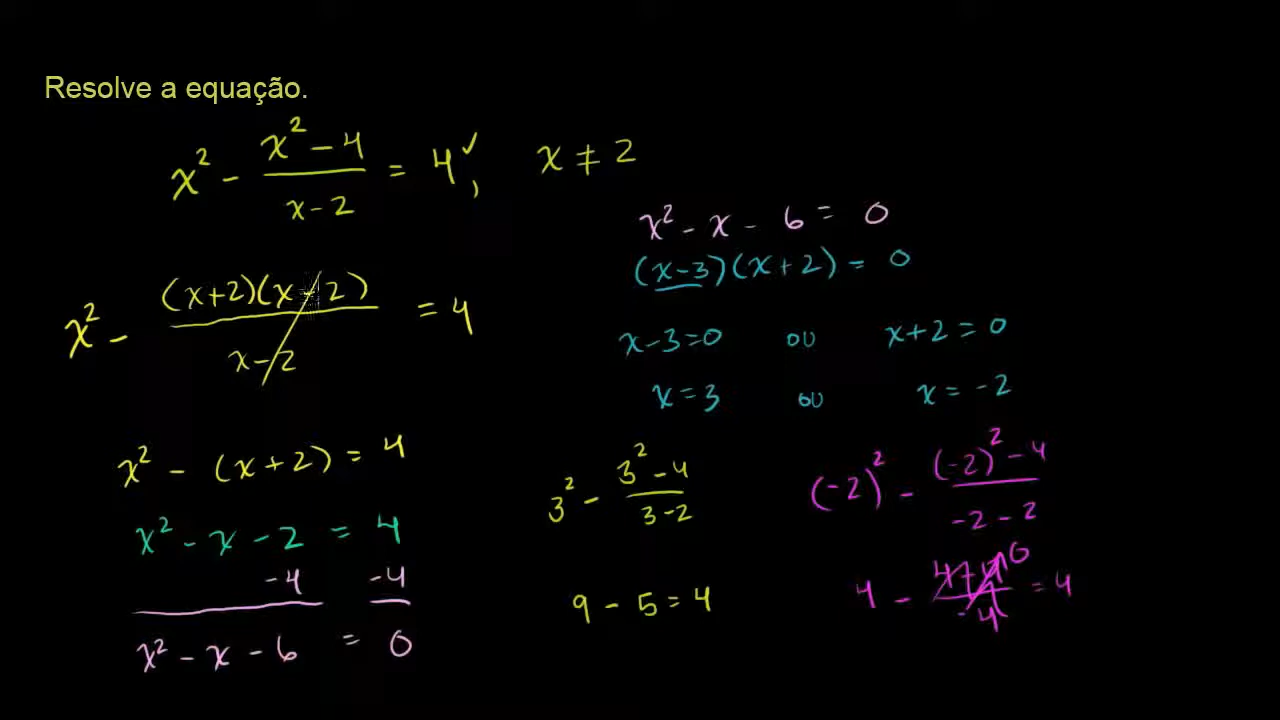 Resolve a equação.
x² - (x² - 4)/(x - 2) = 4 ✓, x ≠ 2
x² - ((x+2)(x-2))/(x-2) = 4
x² - (x+2) = 4
x² - x - 2 = 4
-4 -4
x² - x - 6 = 0
x² - x - 6 = 0
(x-3)(x+2) = 0
x-3=0 ou x+2=0
x=3 ou x=-2
3² - (3²-4)/(3-2)
9 - 5 = 4
(-2)² - ((-2)²-4)/(-2-2)